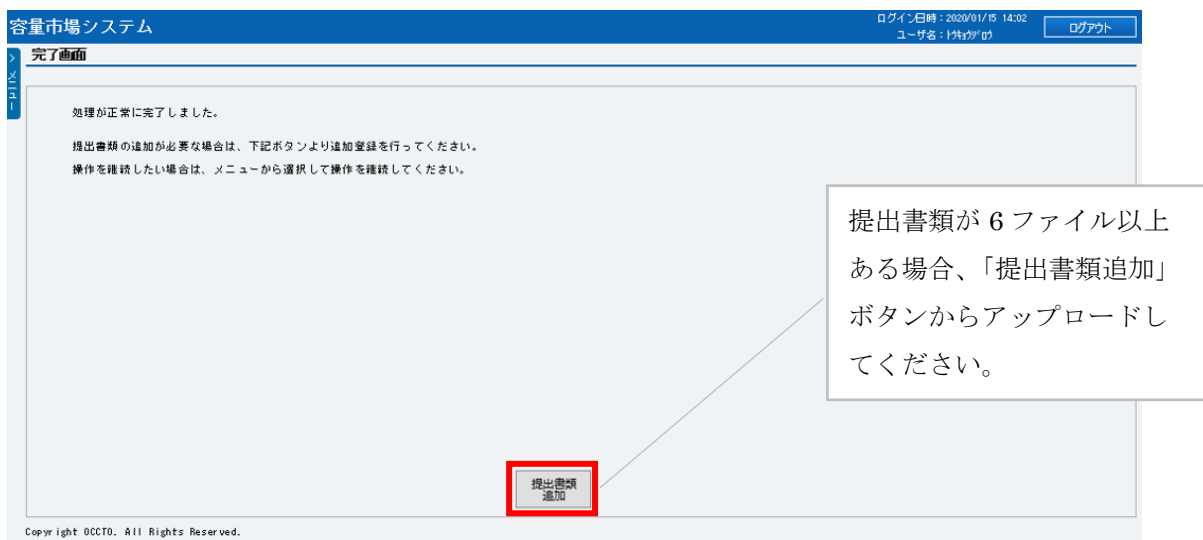 容量市場システム
ログイン日時：2020/01/15 14:02
ユーザ名：ﾄｳｷｮｳｼﾞﾛｳ
ログアウト
完了画面
> メニュー
処理が正常に完了しました。
提出書類の追加が必要な場合は、下記ボタンより追加登録を行ってください。
操作を継続したい場合は、メニューから選択して操作を継続してください。
提出書類が 6 ファイル以上
ある場合、「提出書類追加」
ボタンからアップロードし
てください。
提出書類
追加
Copyright OCCTO. All Rights Reserved.